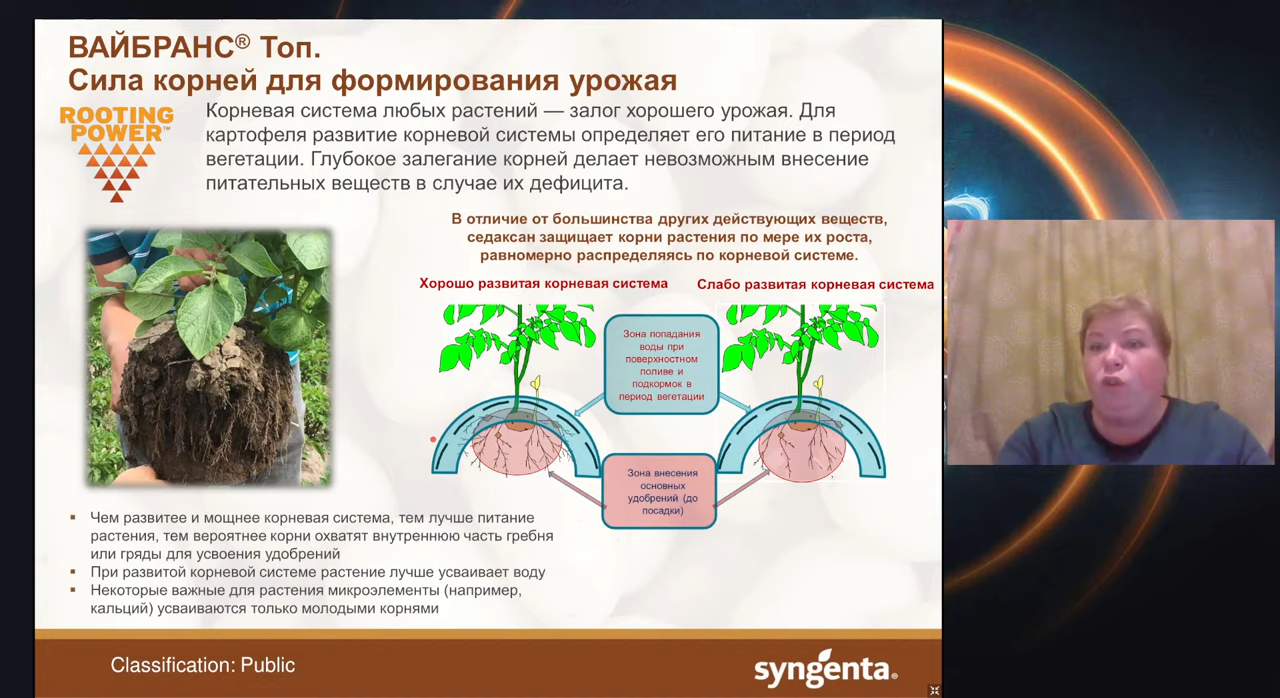 ВАЙБРАНС® Топ.
Сила корней для формирования урожая
ROOTING
POWER™
Корневая система любых растений — залог хорошего урожая. Для
картофеля развитие корневой системы определяет его питание в период
вегетации. Глубокое залегание корней делает невозможным внесение
питательных веществ в случае их дефицита.
В отличие от большинства других действующих веществ,
седаксан защищает корни растения по мере их роста,
равномерно распределяясь по корневой системе.
Хорошо развитая корневая система
Слабо развитая корневая система
Зона попадания
воды при
поверхностном
поливе и
подкормок в
период вегетации
Зона внесения
основных
удобрений (до
посадки)
▪ Чем развитее и мощнее корневая система, тем лучше питание
растения, тем вероятнее корни охватят внутреннюю часть гребня
или гряды для усвоения удобрений
▪ При развитой корневой системе растение лучше усваивает воду
▪ Некоторые важные для растения микроэлементы (например,
кальций) усваиваются только молодыми корнями
Classification: Public
syngenta®